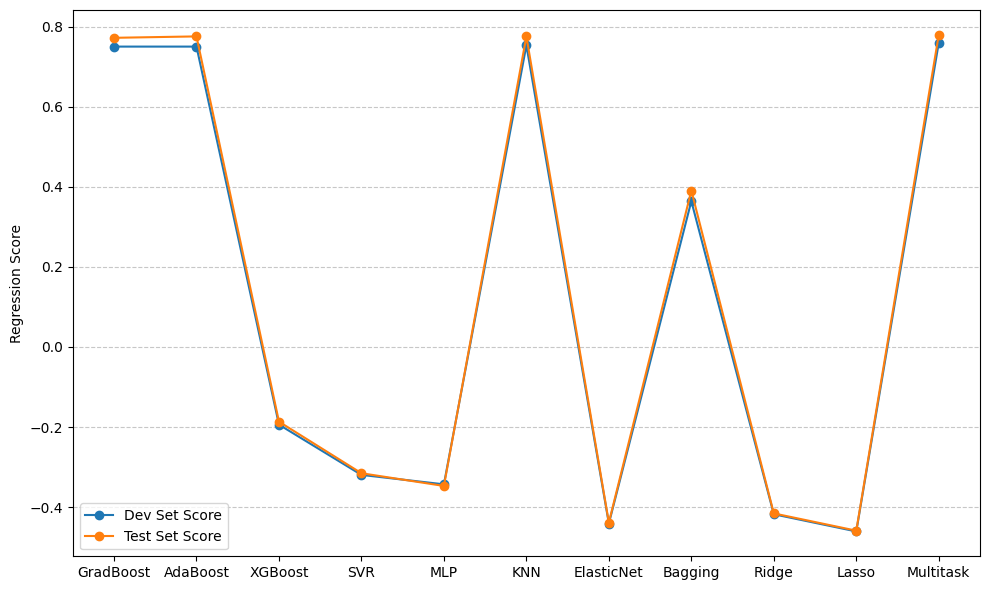 Regression Score
0.8
0.6
0.4
0.2
0.0
−0.2
−0.4
Dev Set Score
Test Set Score
GradBoost AdaBoost XGBoost SVR MLP KNN ElasticNet Bagging Ridge Lasso Multitask